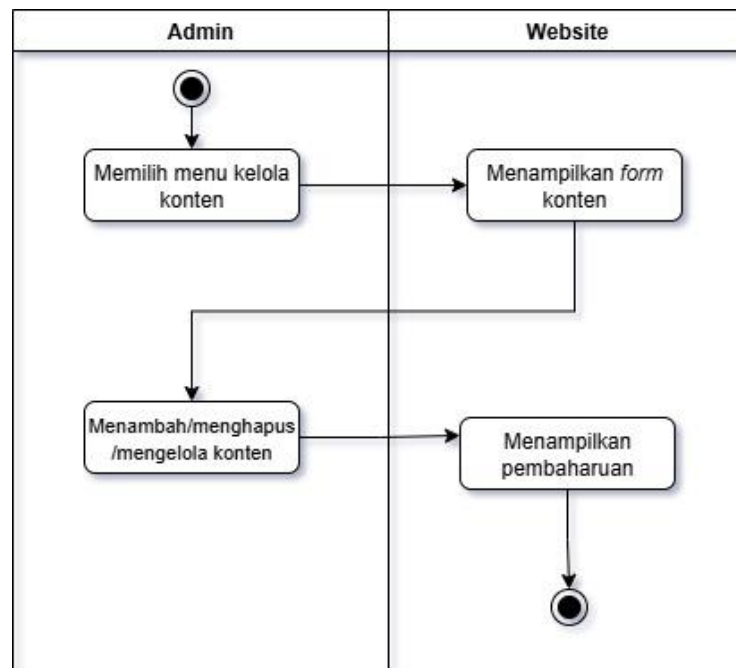 Admin
Website
Memilih menu kelola
konten
Menampilkan form
konten
Menambah/menghapus
/mengelola konten
Menampilkan
pembaharuan